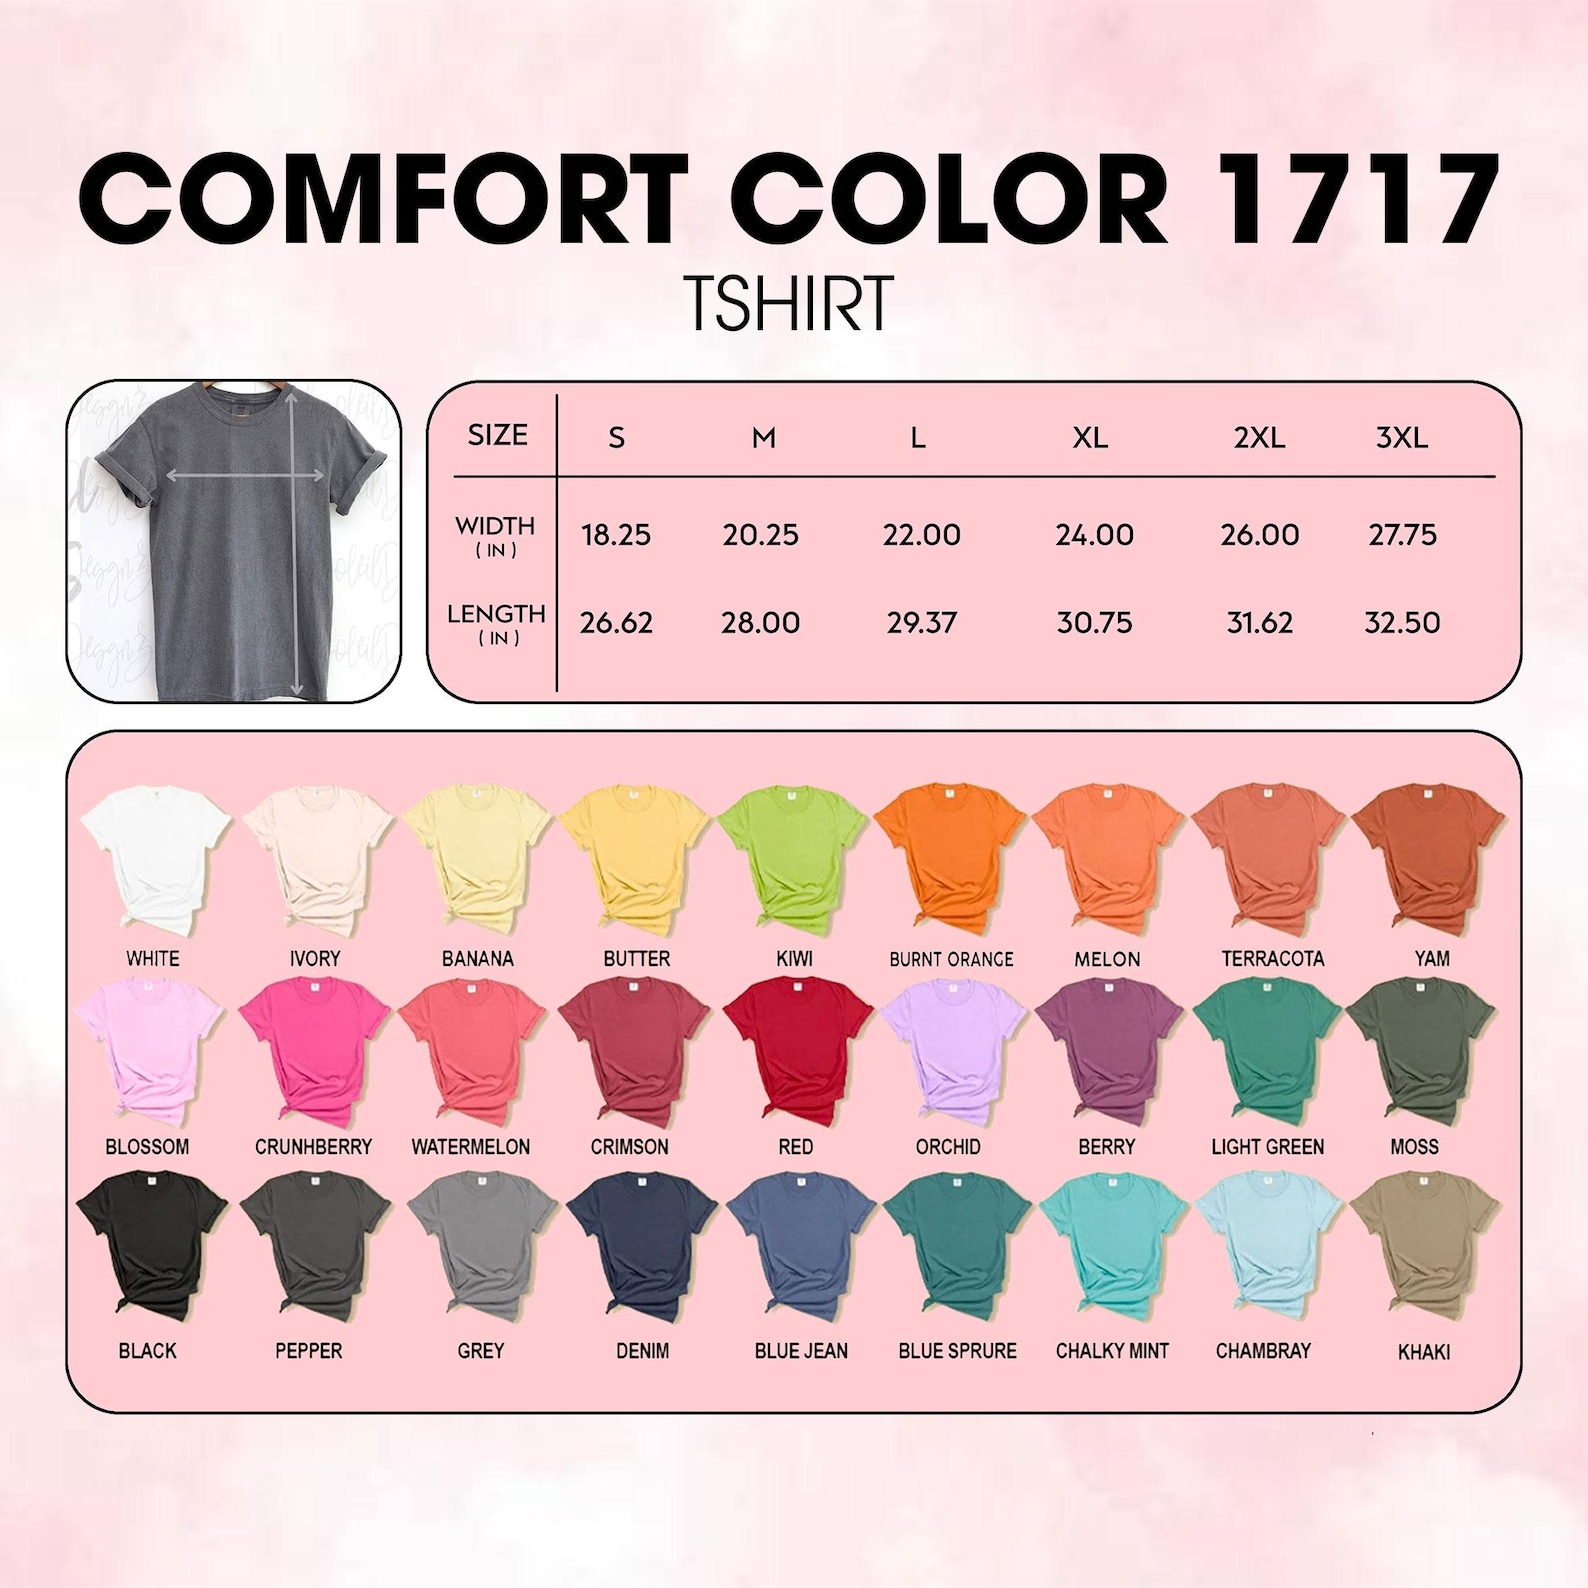 COMFORT COLOR 1717
TSHIRT
SIZE S M L XL 2XL 3XL
WIDTH
( IN )
18.25 20.25 22.00 24.00 26.00 27.75
LENGTH
( IN )
26.62 28.00 29.37 30.75 31.62 32.50
WHITE IVORY BANANA BUTTER KIWI BURNT ORANGE MELON TERRACOTA YAM
BLOSSOM CRUNHBERRY WATERMELON CRIMSON RED ORCHID BERRY LIGHT GREEN MOSS
BLACK PEPPER GREY DENIM BLUE JEAN BLUE SPRURE CHALKY MINT CHAMBRAY KHAKI